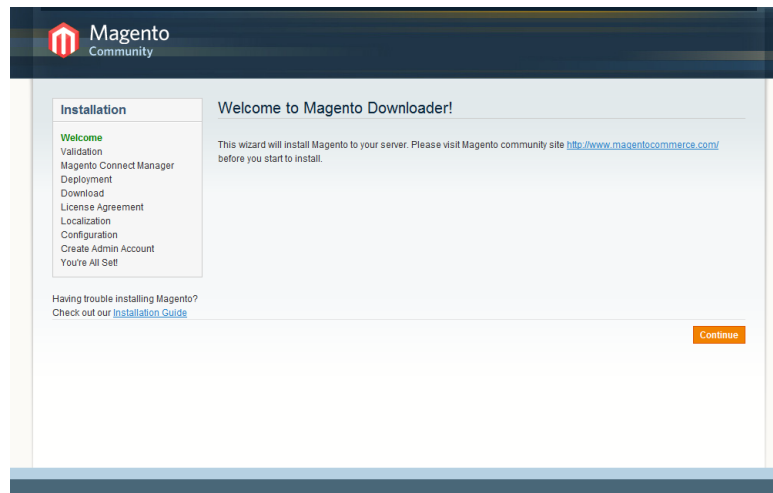 Magento
Community
Installation
Welcome
Validation
Magento Connect Manager
Deployment
Download
License Agreement
Localization
Configuration
Create Admin Account
You're All Set!
Having trouble installing Magento?
Check out our Installation Guide
Welcome to Magento Downloader!
This wizard will install Magento to your server. Please visit Magento community site http://www.magentocommerce.com/
before you start to install.
Continue